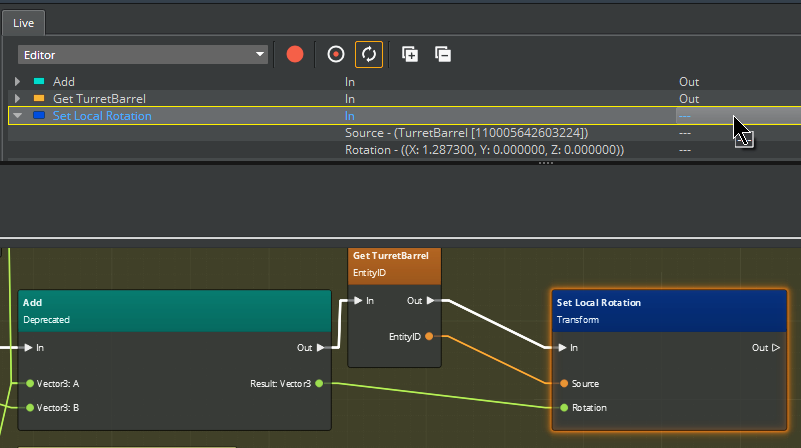 Live
Editor
Add In Out
Get TurretBarrel In Out
Set Local Rotation In ---
Source - (TurretBarrel [110005642603224]) ---
Rotation - ((X: 1.287300, Y: 0.000000, Z: 0.000000)) ---
Get TurretBarrel
EntityID
In Out
EntityID
Add
Deprecated
In Out
Vector3: A Result: Vector3
Vector3: B
Set Local Rotation
Transform
In Out
Source
Rotation